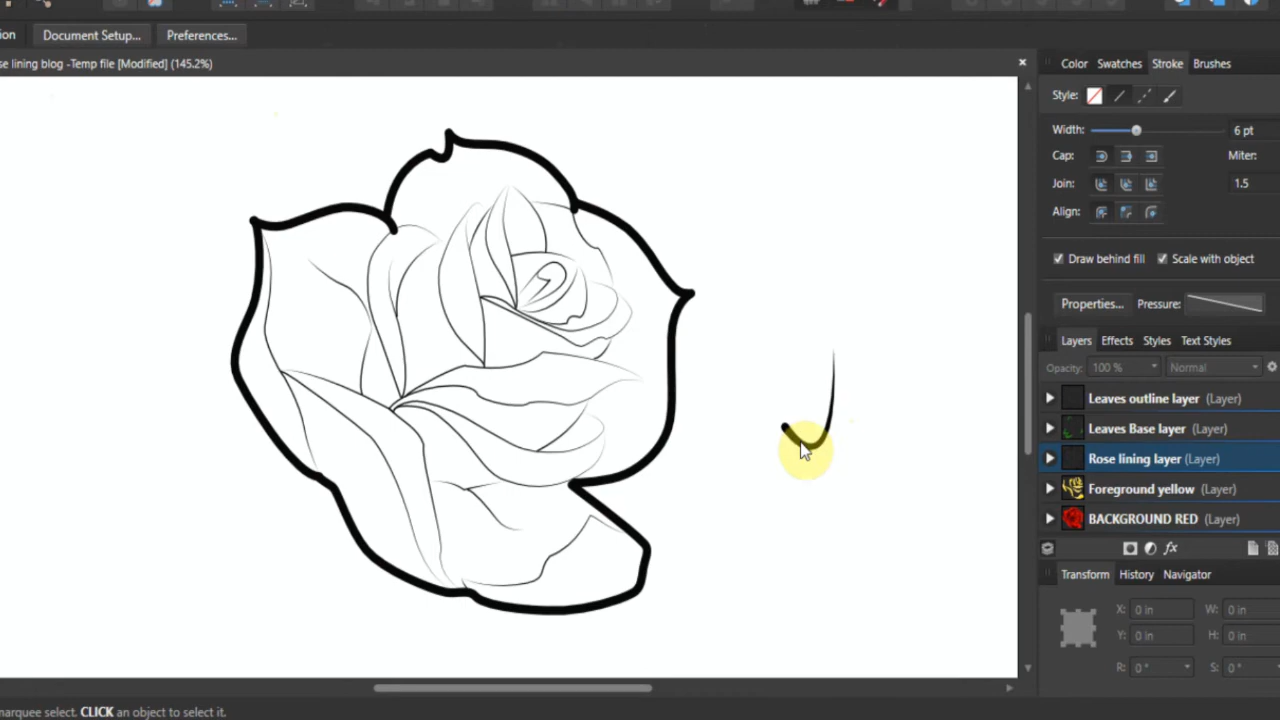 ion Document Setup... Preferences...
se lining blog -Temp file [Modified] (145.2%)
Color Swatches Stroke Brushes
Style:
Width: 6 pt
Cap: Miter:
Join: 1.5
Align:
Draw behind fill Scale with object
Properties... Pressure:
Layers Effects Styles Text Styles
Opacity: 100 % Normal
Leaves outline layer (Layer)
Leaves Base layer (Layer)
Rose lining layer (Layer)
Foreground yellow (Layer)
BACKGROUND RED (Layer)
fx
Transform History Navigator
X: 0 in W: 0 in
Y: 0 in H: 0 in
R: 0 ° S: 0 °
marquee select. CLICK an object to select it.